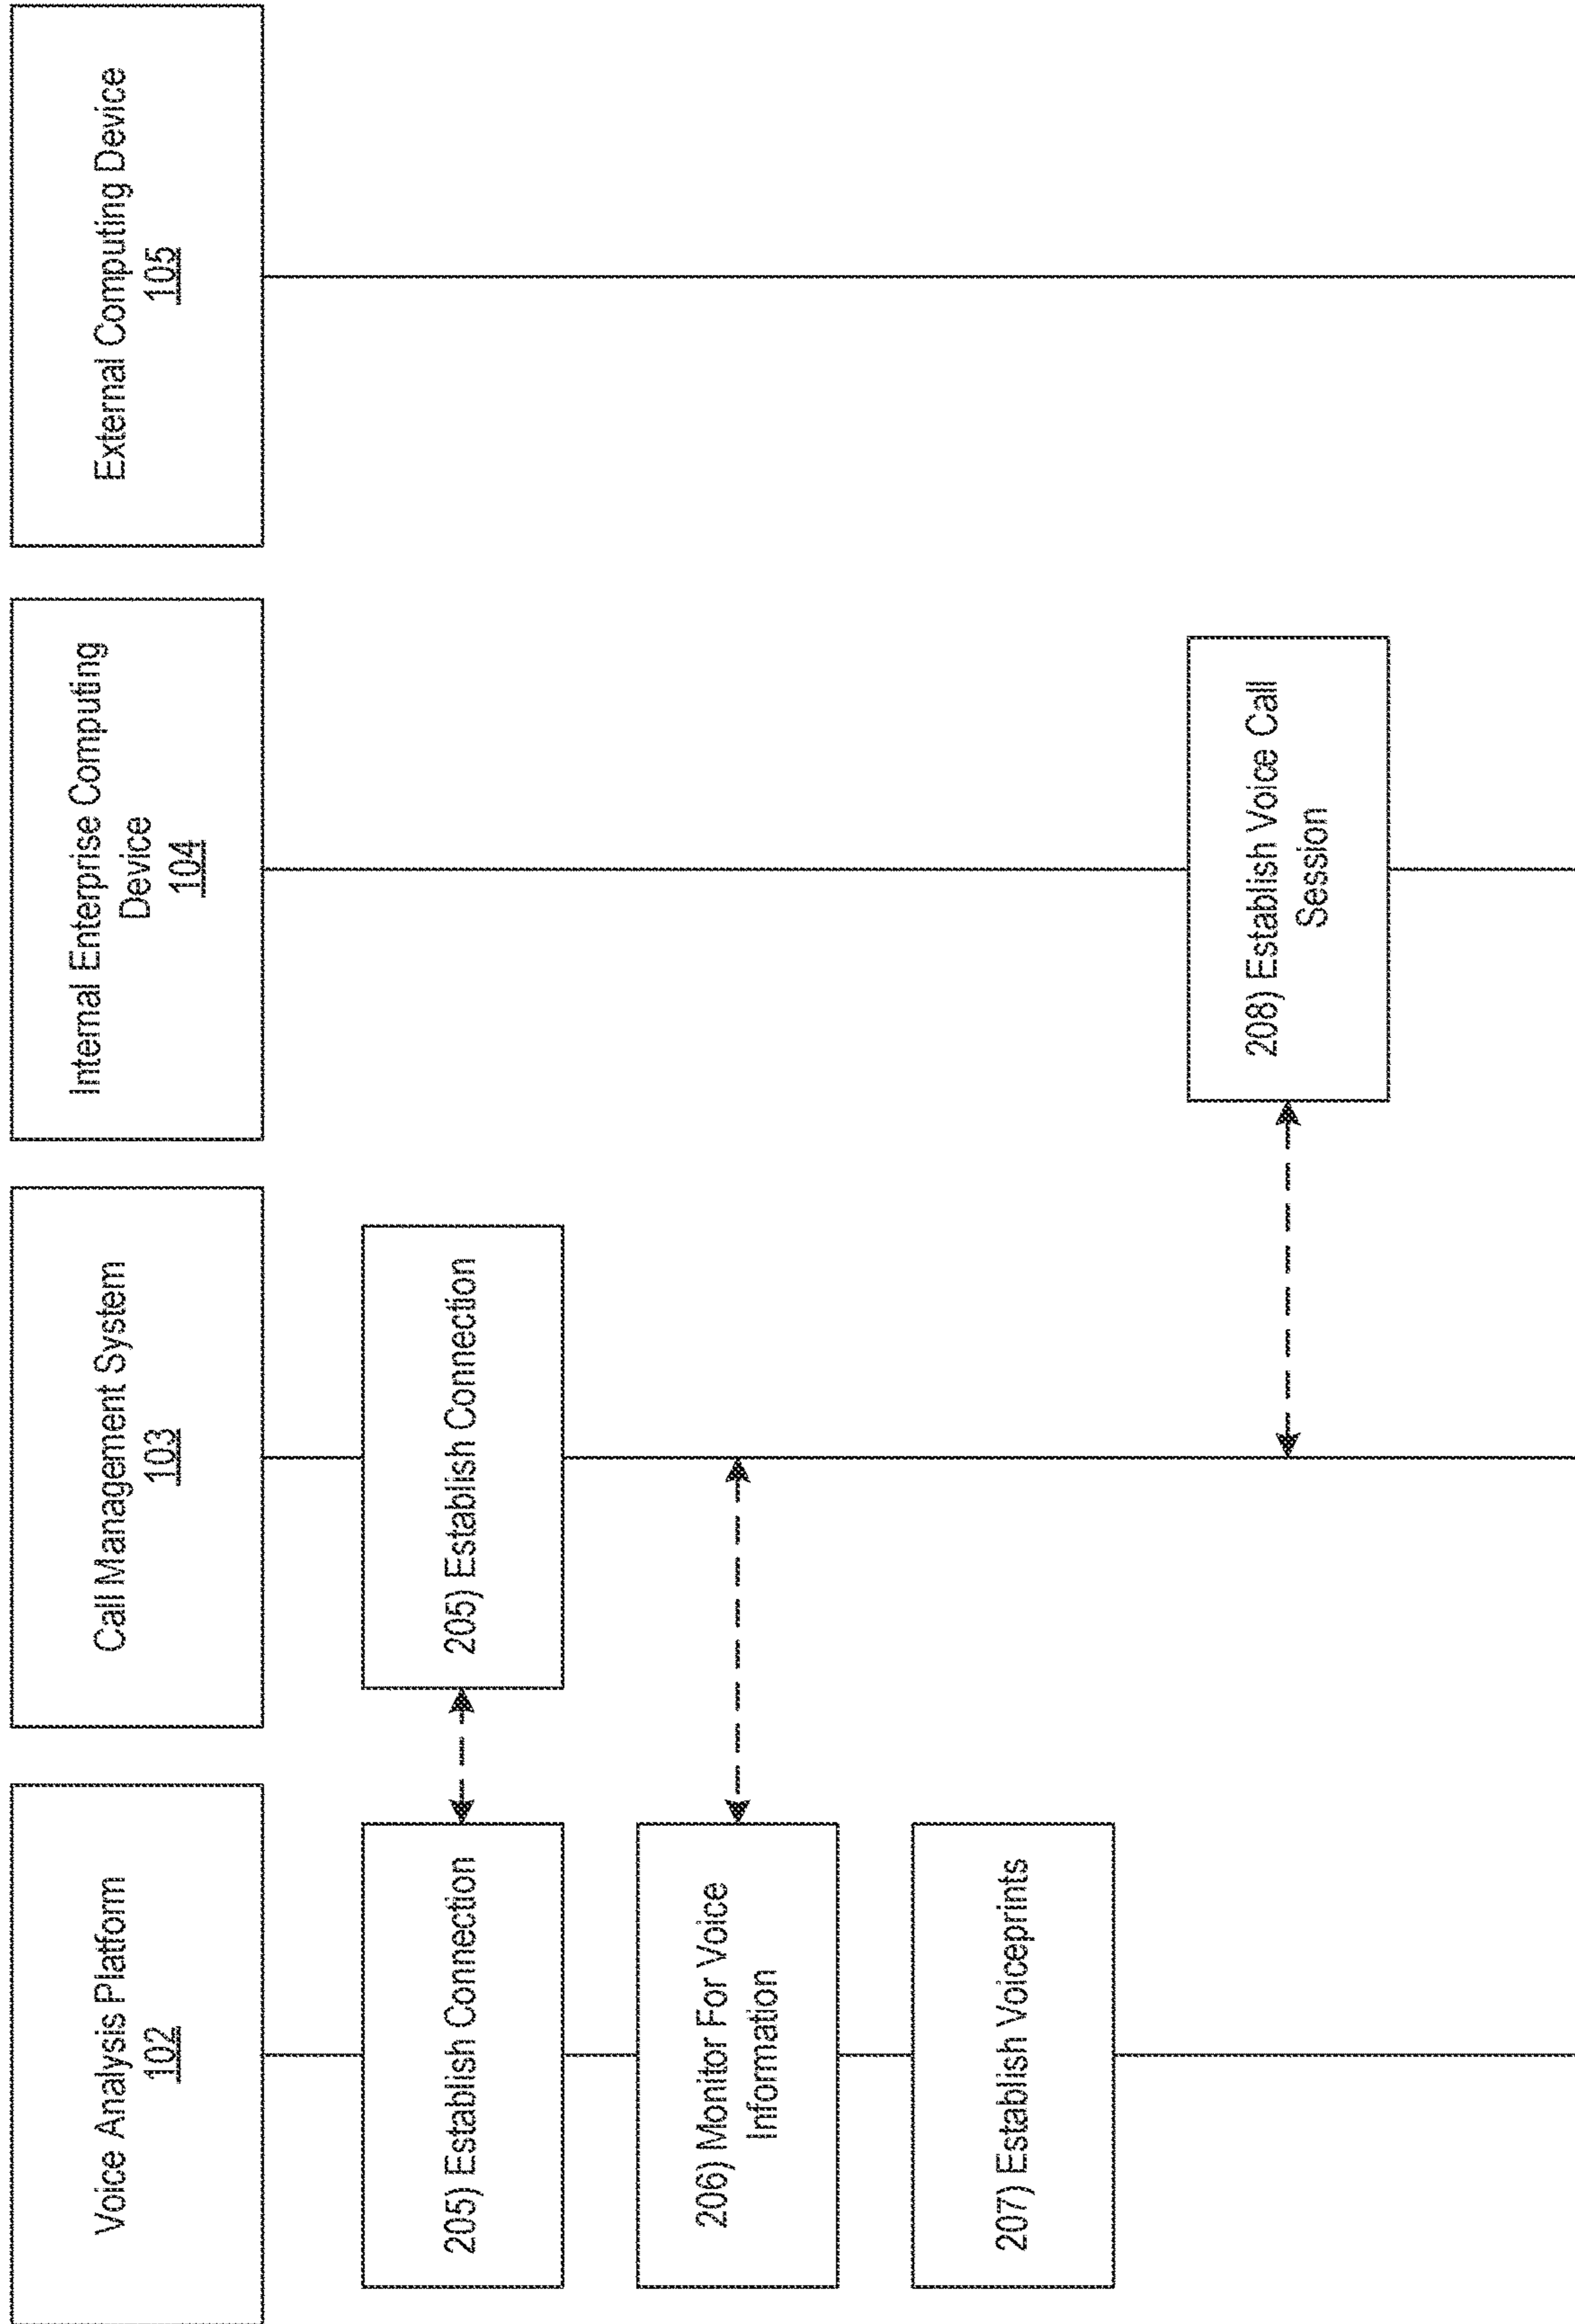 Voice Analysis Platform
102
Call Management System
103
Internal Enterprise Computing
Device
104
External Computing Device
105
205) Establish Connection
205) Establish Connection
206) Monitor For Voice
Information
207) Establish Voiceprints
208) Establish Voice Call
Session